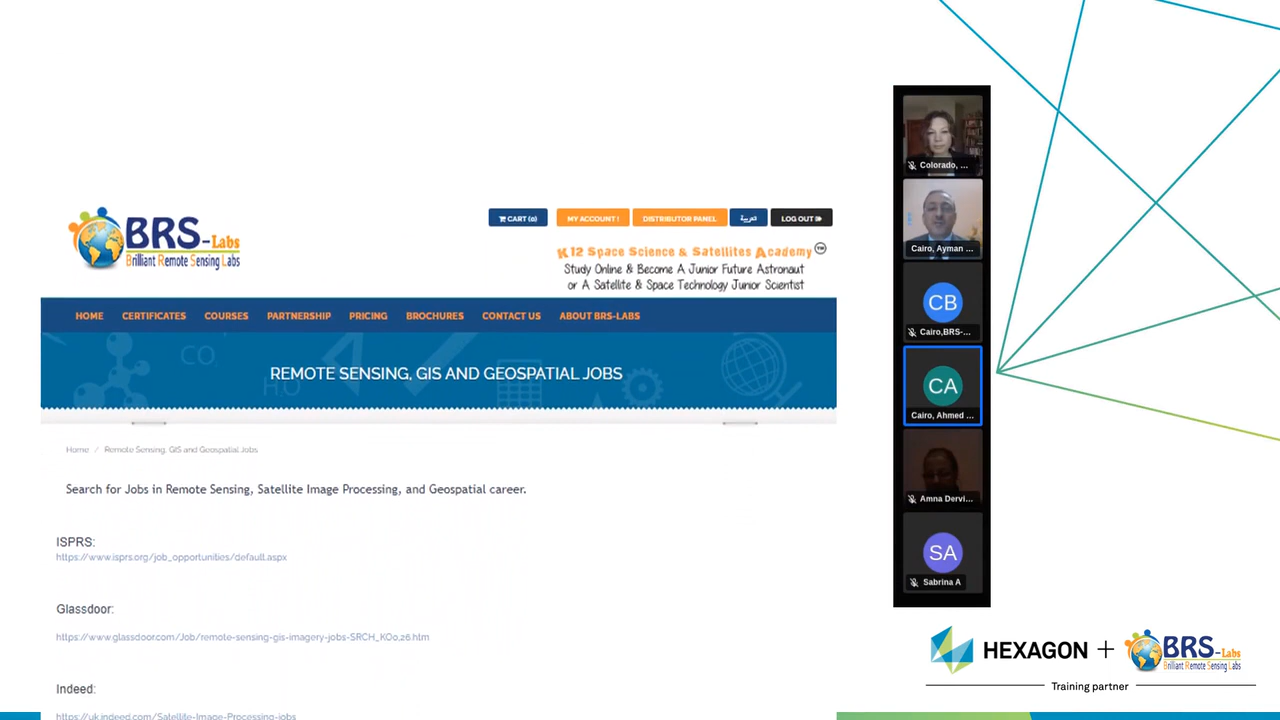 BRS-Labs
Brilliant Remote Sensing Labs
CART (0)
MY ACCOUNT !
DISTRIBUTOR PANEL
العربية
LOG OUT
K12 Space Science & Satellites Academy TM
Study Online & Become A Junior Future Astronaut
or A Satellite & Space Technology Junior Scientist
HOME CERTIFICATES COURSES PARTNERSHIP PRICING BROCHURES CONTACT US ABOUT BRS-LABS
CO
H2O
REMOTE SENSING, GIS AND GEOSPATIAL JOBS
Home / Remote Sensing, GIS and Geospatial Jobs
Search for Jobs in Remote Sensing, Satellite Image Processing, and Geospatial career.
ISPRS:
https://www.isprs.org/job_opportunities/default.aspx
Glassdoor:
https://www.glassdoor.com/Job/remote-sensing-gis-imagery-jobs-SRCH_KO0,26.htm
Indeed:
https://uk.indeed.com/Satellite-Image-Processing-jobs
Colorado, ...
Cairo, Ayman ...
CB
Cairo,BRS-...
CA
Cairo, Ahmed ...
Amna Dervi...
SA
Sabrina A
HEXAGON + BRS-Labs
Brilliant Remote Sensing Labs
Training partner